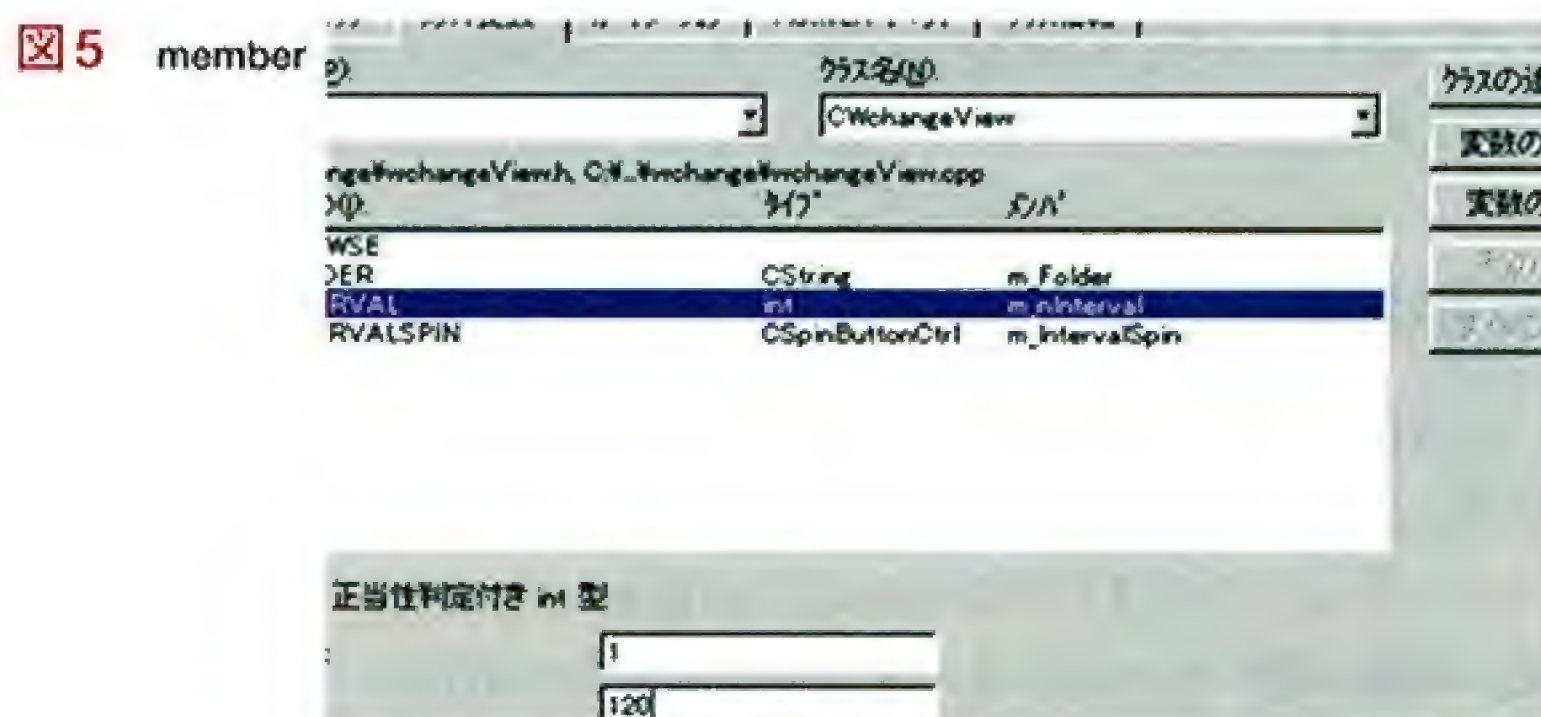 図5 member
クラス名(N):
CWchangeView
クラスの追
nge¥wchangeView.h, C:¥...¥wchange¥wchangeView.cpp
変数の
タイプ メンバ
変数の
WSE
DER CString m_Folder
RVAL int m_nInterval
RVALSPIN CSpinButtonCtrl m_IntervalSpin
正当性判定付き int 型
1
120